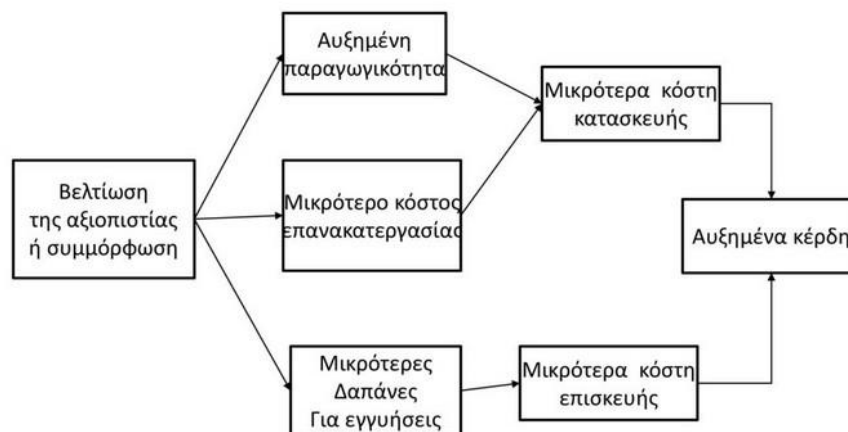 Αυξημένη
παραγωγικότητα
Μικρότερα κόστη
κατασκευής
Βελτίωση
της αξιοπιστίας
ή συμμόρφωση
Μικρότερο κόστος
επανακατεργασίας
Αυξημένα κέρδη
Μικρότερες
Δαπάνες
Για εγγυήσεις
Μικρότερα κόστη
επισκευής